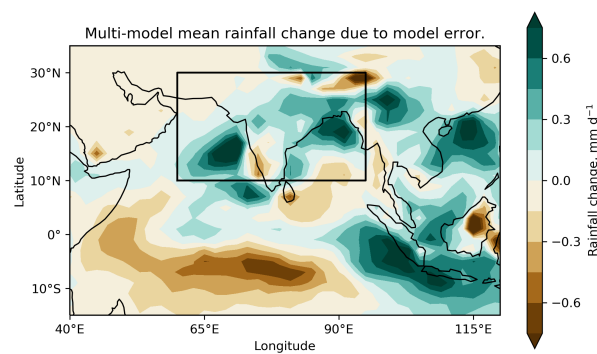 Multi-model mean rainfall change due to model error.
30°N
20°N
10°N
0°
10°S
Latitude
40°E
65°E
90°E
115°E
Longitude
0.6
0.3
0.0
−0.3
−0.6
Rainfall change, mm d⁻¹